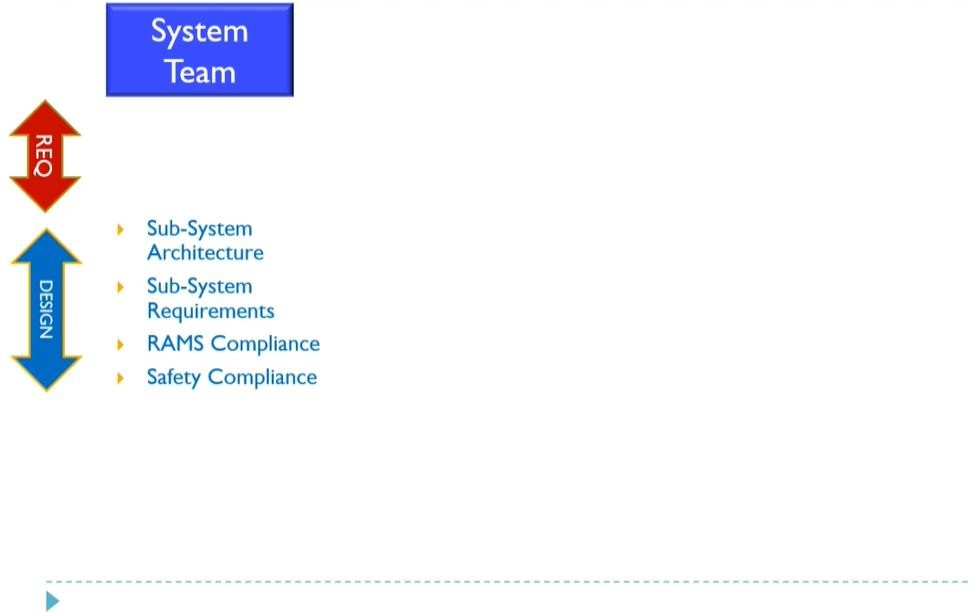 System
Team
REQ
Sub-System
Architecture
Sub-System
Requirements
RAMS Compliance
Safety Compliance
DESIGN